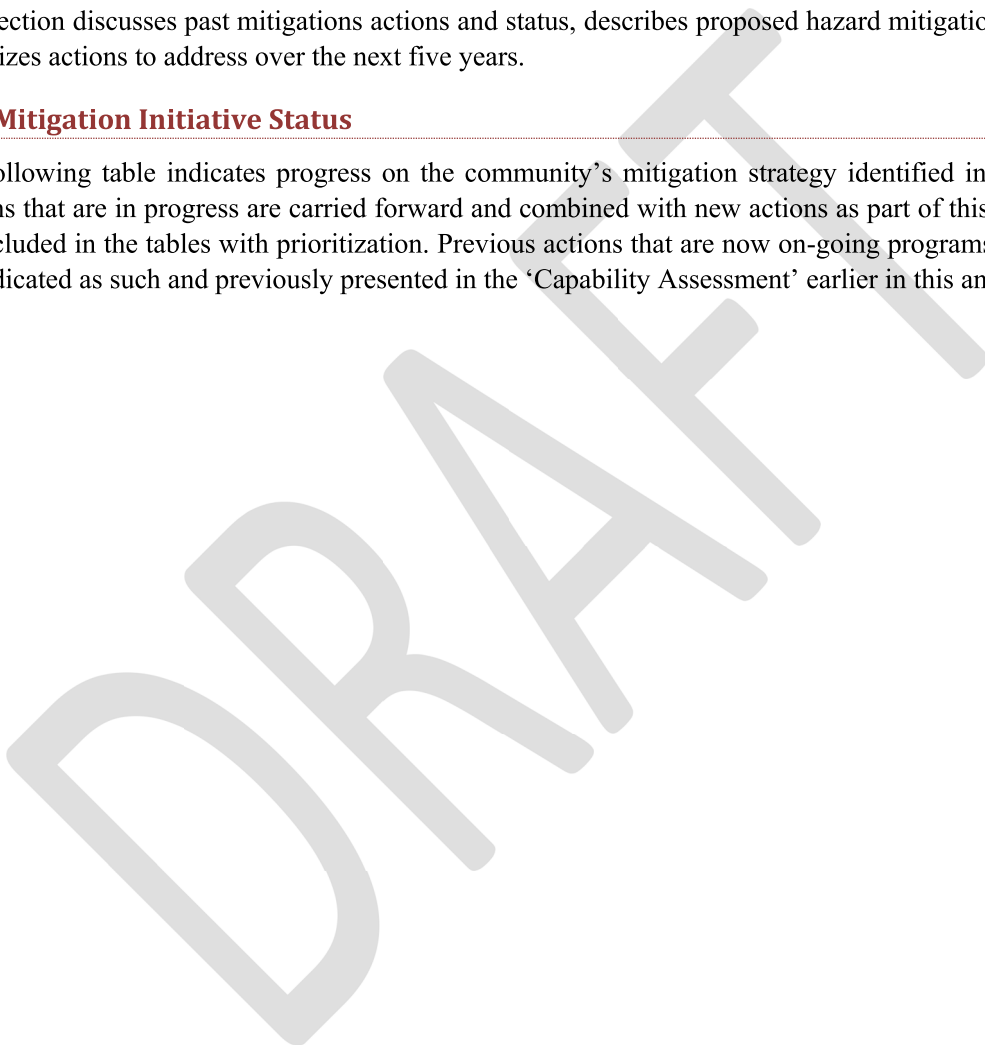 ection discusses past mitigations actions and status, describes proposed hazard mitigatio
izes actions to address over the next five years.
Mitigation Initiative Status
ollowing table indicates progress on the community’s mitigation strategy identified in
ns that are in progress are carried forward and combined with new actions as part of this
cluded in the tables with prioritization. Previous actions that are now on-going programs
dicated as such and previously presented in the ‘Capability Assessment’ earlier in this an
DRAFT